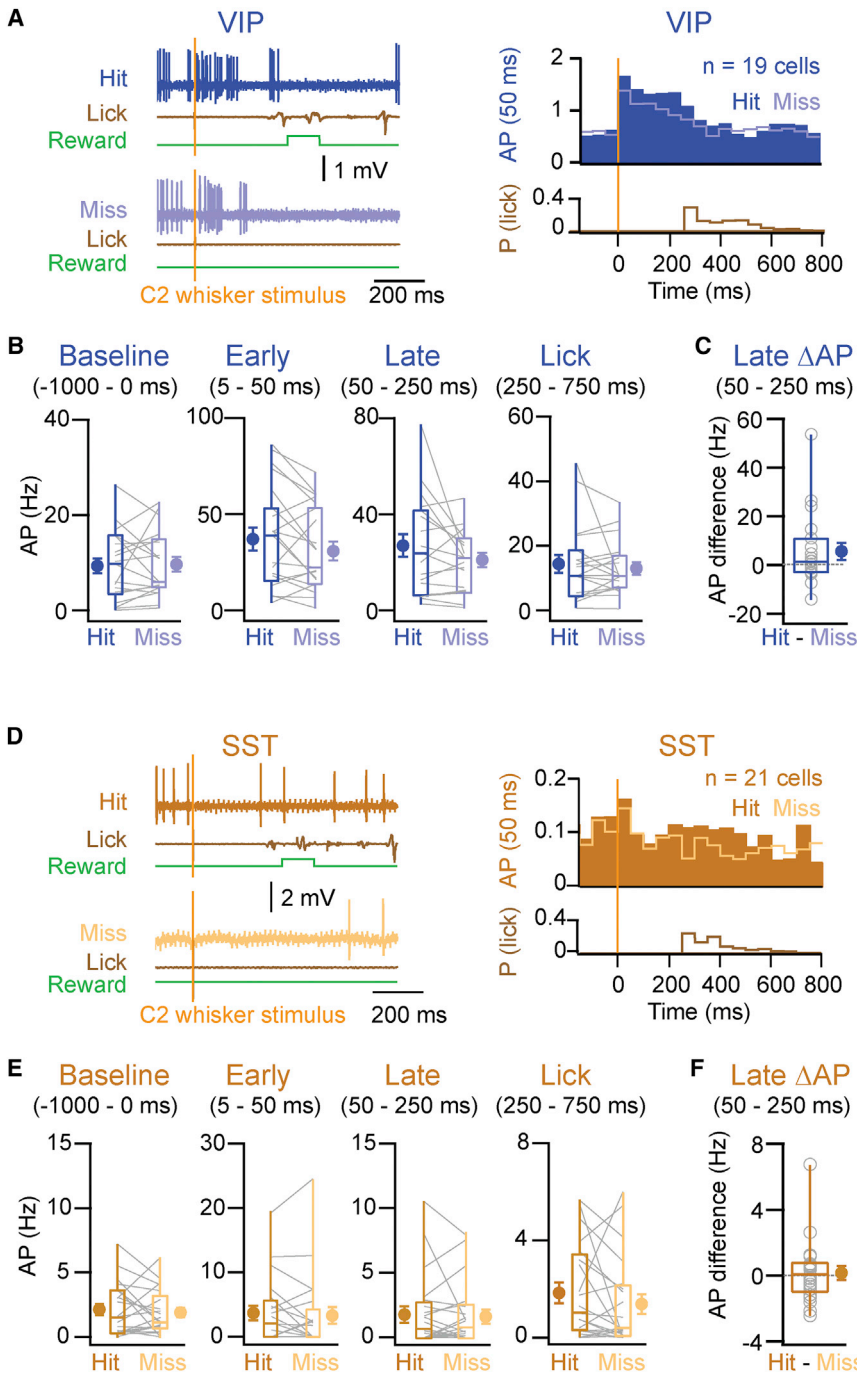 A
VIP
Hit
Lick
Reward
1 mV
Miss
Lick
Reward
C2 whisker stimulus
200 ms
VIP
AP (50 ms)
2
1
0
n = 19 cells
Hit Miss
P (lick)
0.4
0
0 200 400 600 800
Time (ms)
B
Baseline
(-1000 - 0 ms)
AP (Hz)
40
20
0
Hit Miss
Early
(5 - 50 ms)
100
50
0
Hit Miss
Late
(50 - 250 ms)
80
40
0
Hit Miss
Lick
(250 - 750 ms)
60
40
20
0
Hit Miss
C
Late ΔAP
(50 - 250 ms)
AP difference (Hz)
60
40
20
0
-20
Hit - Miss
D
SST
Hit
Lick
Reward
2 mV
Miss
Lick
Reward
C2 whisker stimulus
200 ms
SST
AP (50 ms)
0.2
0.1
0
n = 21 cells
Hit Miss
P (lick)
0.4
0
0 200 400 600 800
Time (ms)
E
Baseline
(-1000 - 0 ms)
AP (Hz)
15
10
5
0
Hit Miss
Early
(5 - 50 ms)
30
20
10
0
Hit Miss
Late
(50 - 250 ms)
15
10
5
0
Hit Miss
Lick
(250 - 750 ms)
8
4
0
Hit Miss
F
Late ΔAP
(50 - 250 ms)
AP difference (Hz)
8
4
0
-4
Hit - Miss